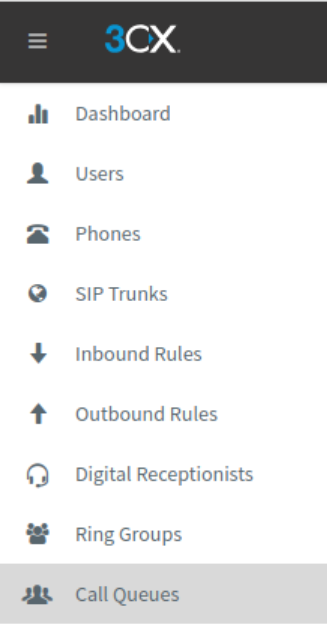 3CX
Dashboard
Users
Phones
SIP Trunks
Inbound Rules
Outbound Rules
Digital Receptionists
Ring Groups
Call Queues